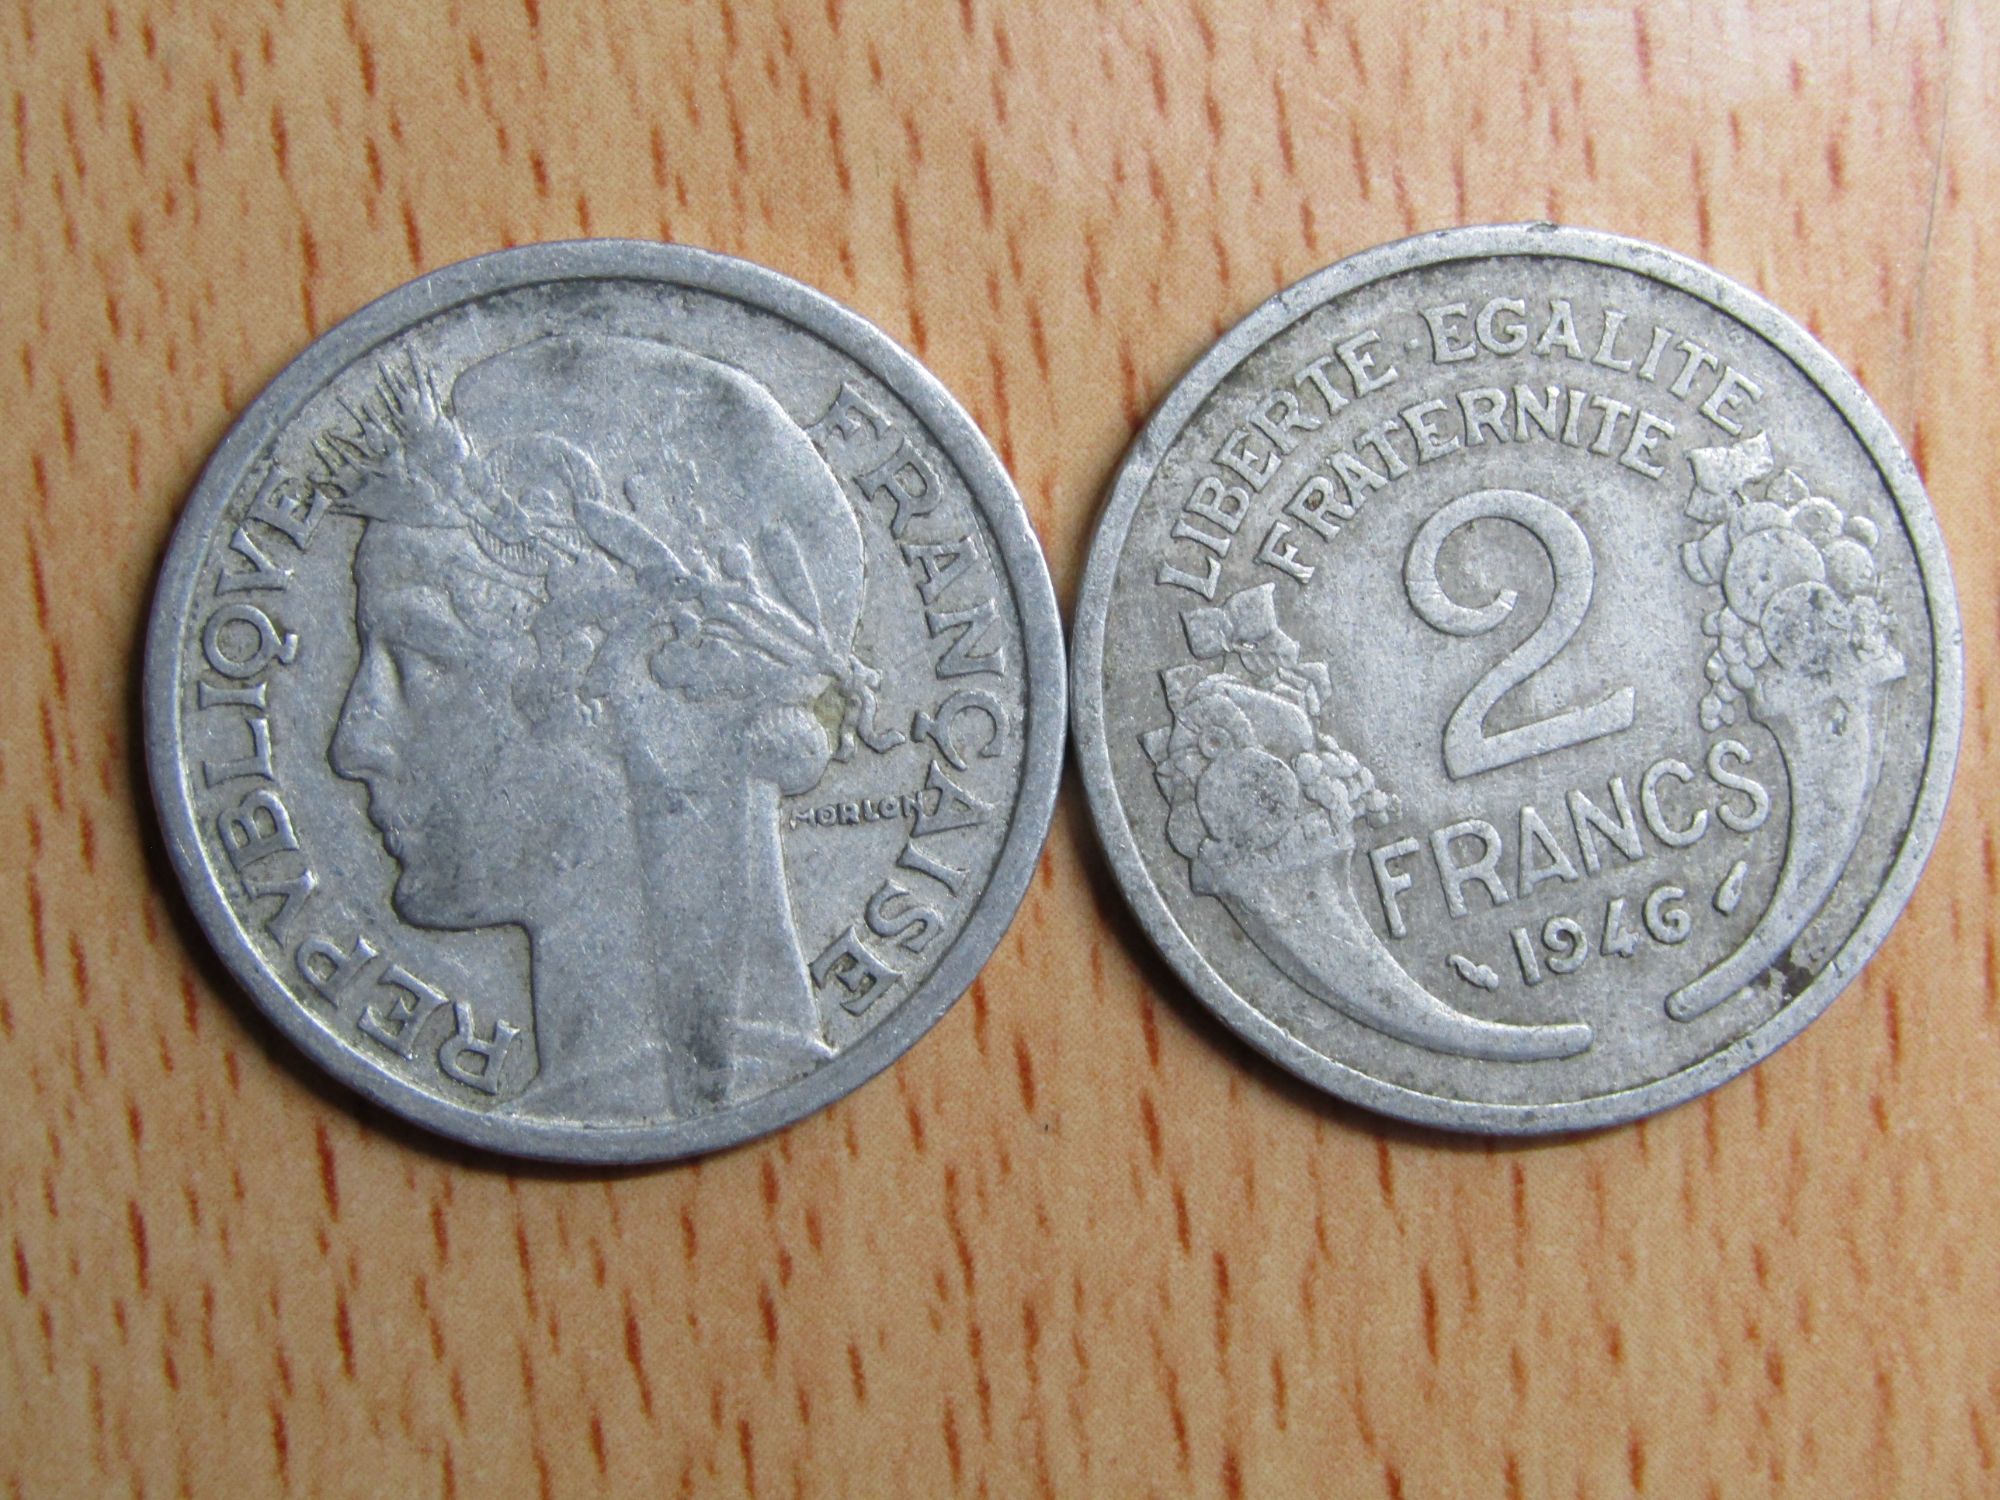 REPVBLIQVE FRANÇAISE
MORLON
LIBERTE · EGALITE
FRATERNITE
2
FRANCS
1946